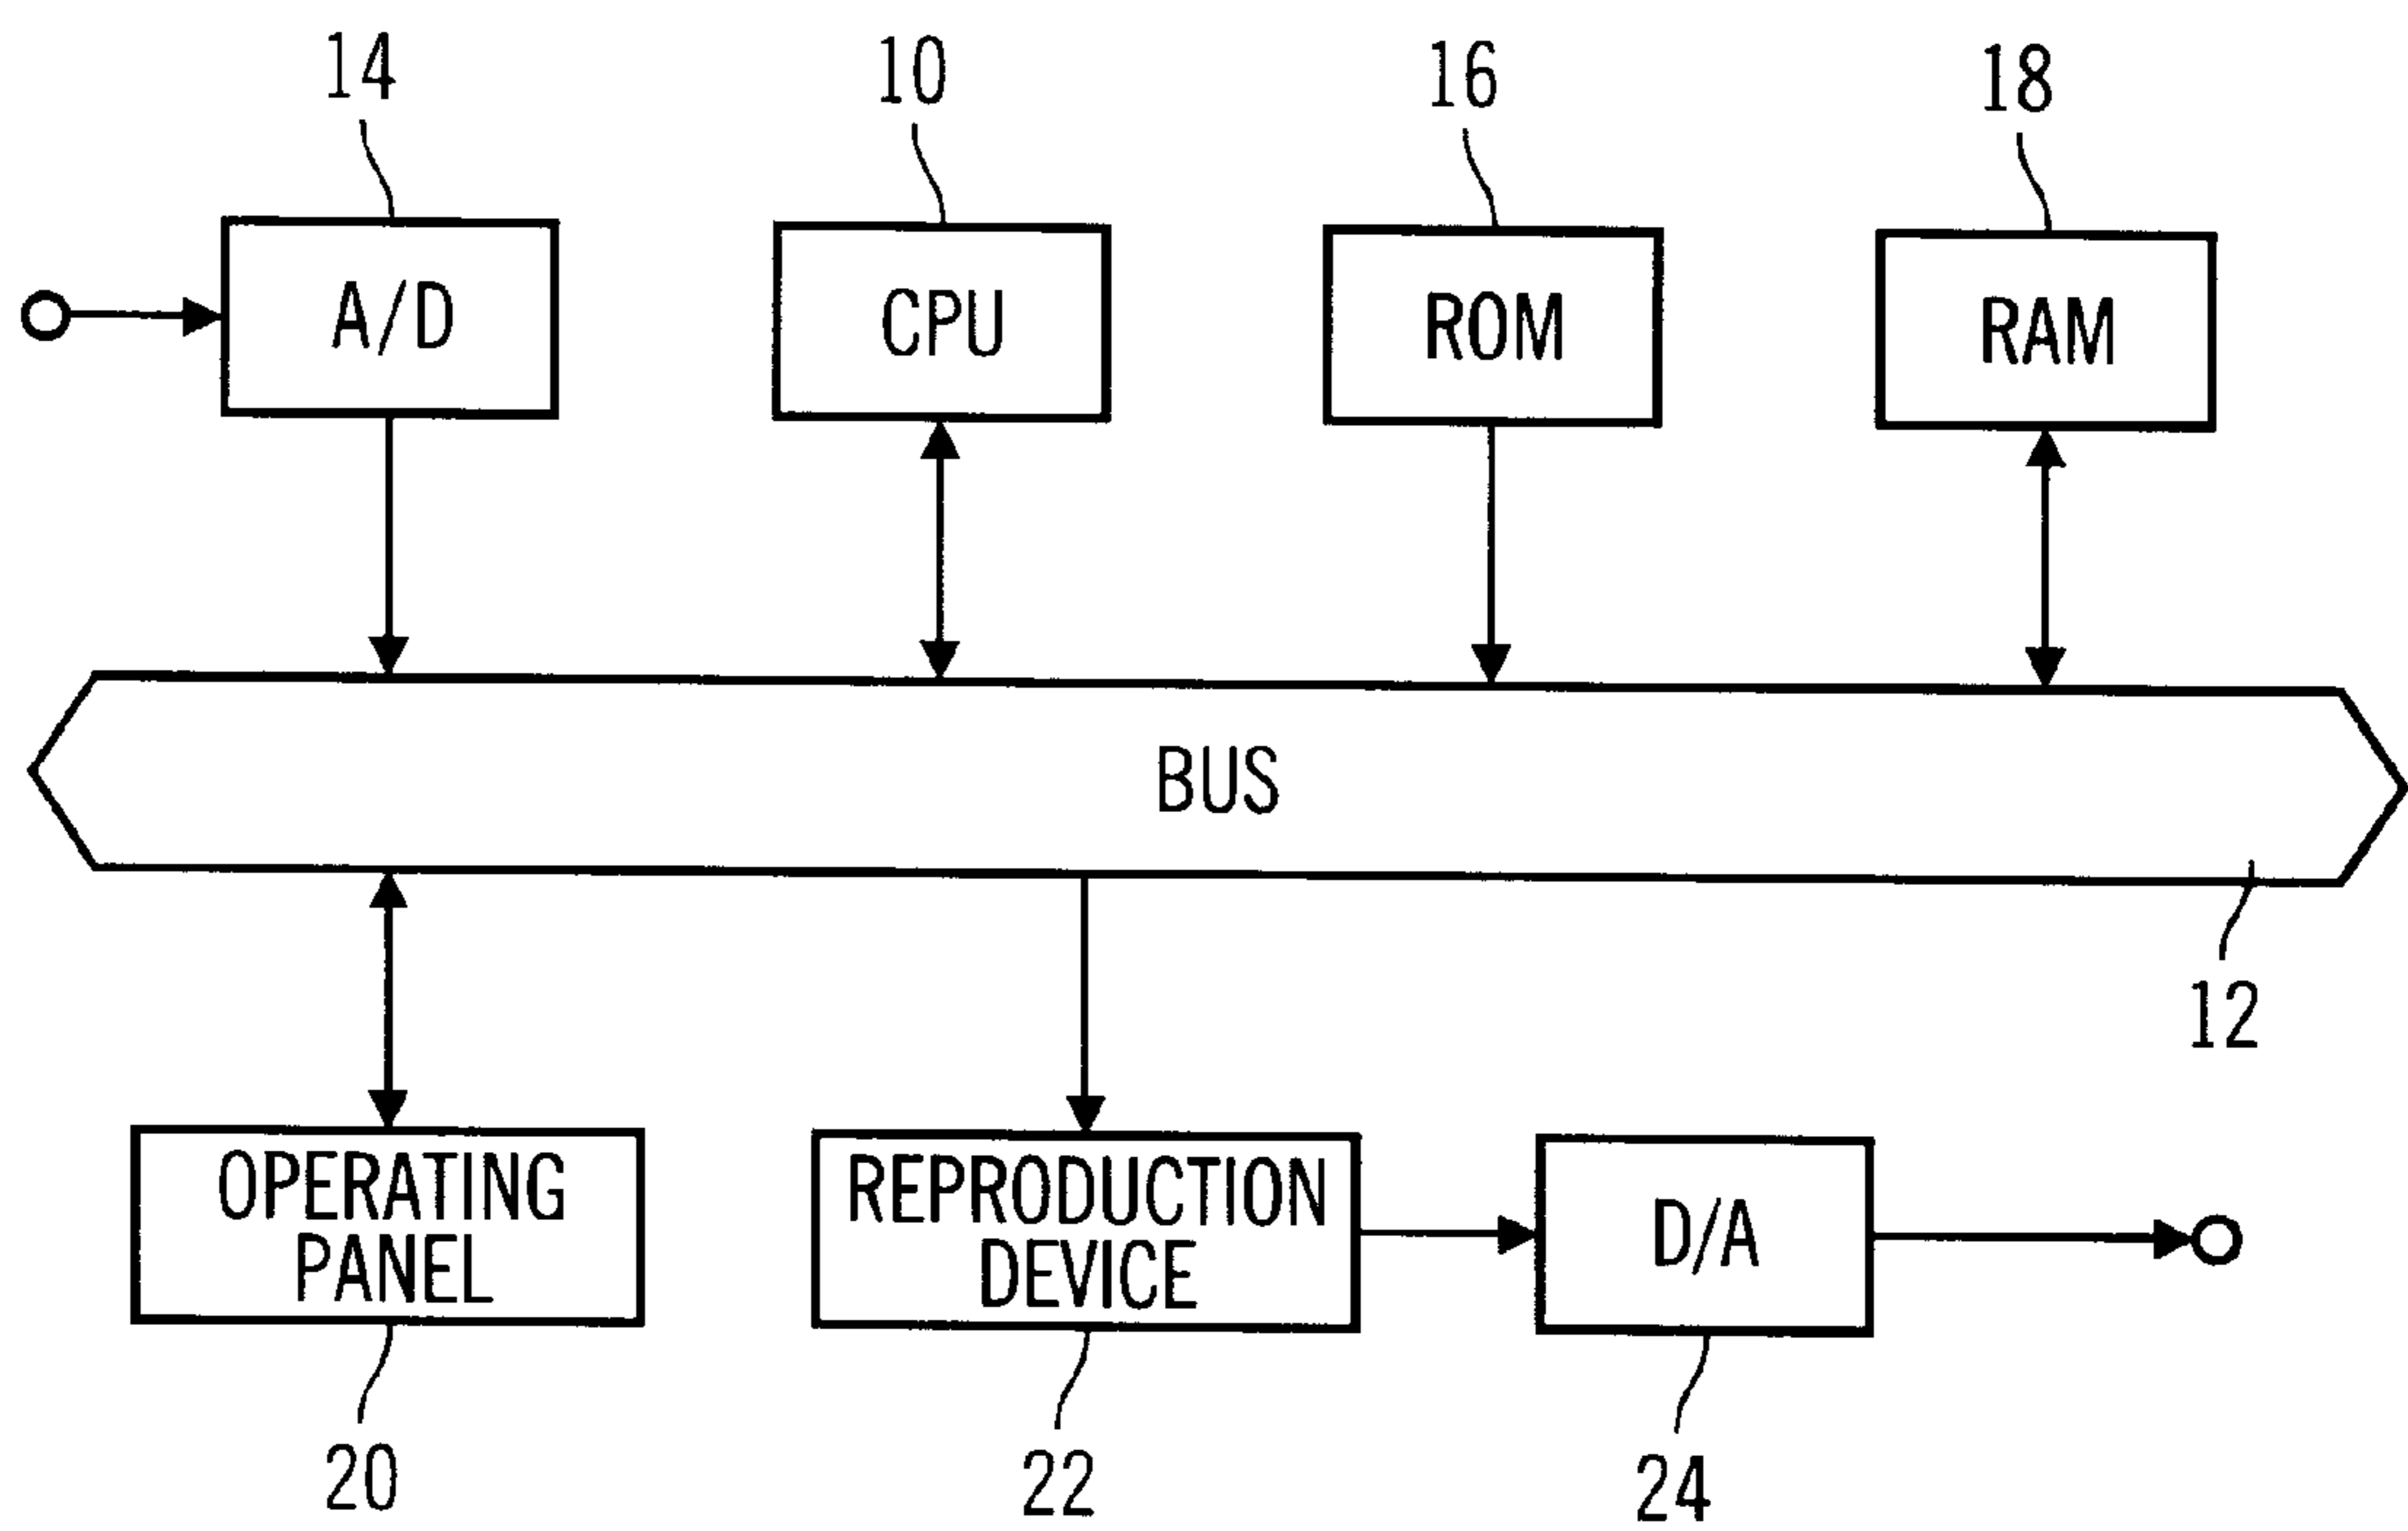 14
10
16
18
A/D
CPU
ROM
RAM
BUS
12
OPERATING
PANEL
REPRODUCTION
DEVICE
D/A
20
22
24